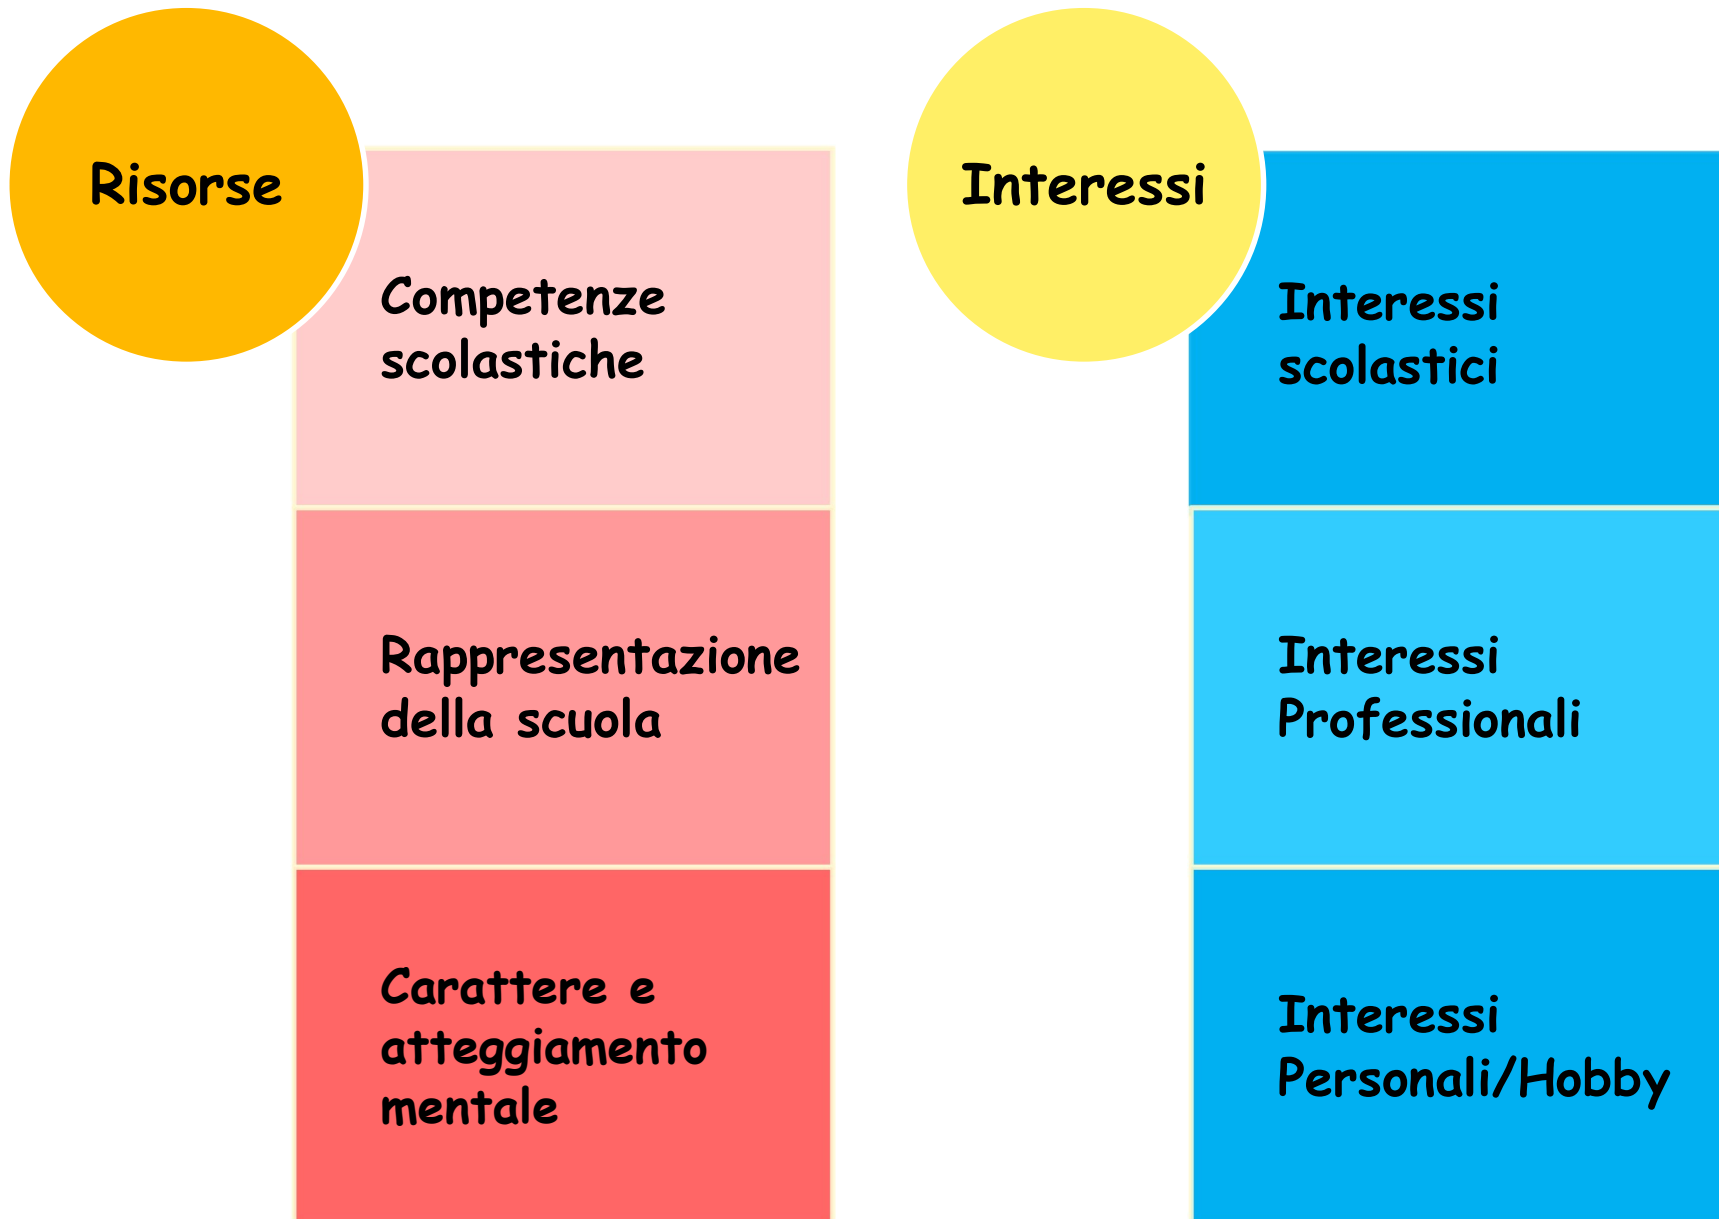 Risorse
Competenze
scolastiche
Rappresentazione
della scuola
Carattere e
atteggiamento
mentale
Interessi
Interessi
scolastici
Interessi
Professionali
Interessi
Personali/Hobby